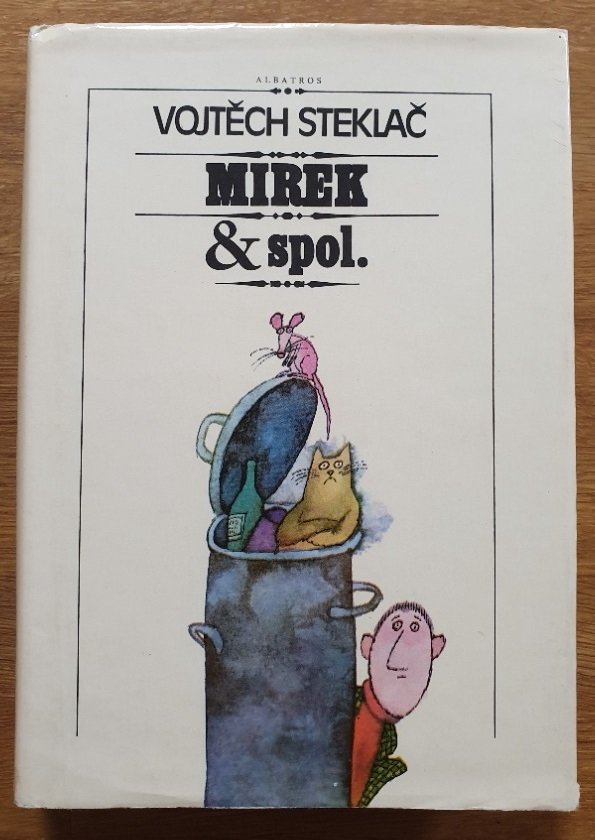 ALBATROS
VOJTĚCH STEKLAČ
MIREK
& spol.